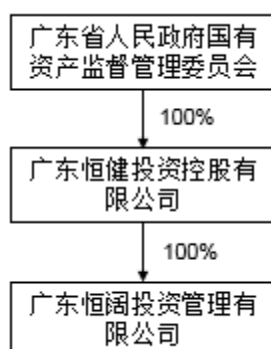 广东省人民政府国有
资产监督管理委员会
100%
广东恒健投资控股有
限公司
100%
广东恒阔投资管理有
限公司